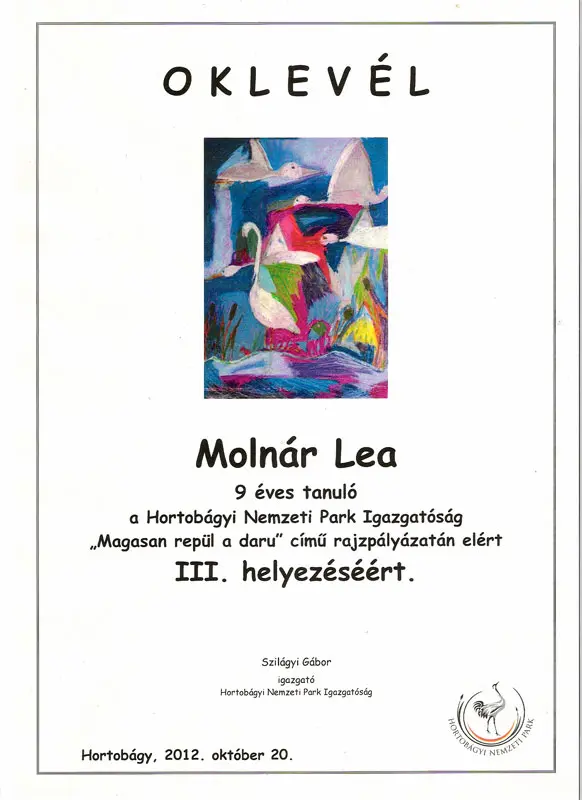 OKLEVÉL
Molnár Lea
9 éves tanuló
a Hortobágyi Nemzeti Park Igazgatóság
„Magasan repül a daru” című rajzpályázatán elért
III. helyezéséért.
Szilágyi Gábor
igazgató
Hortobágyi Nemzeti Park Igazgatóság
HORTOBÁGYI NEMZETI PARK
Hortobágy, 2012. október 20.